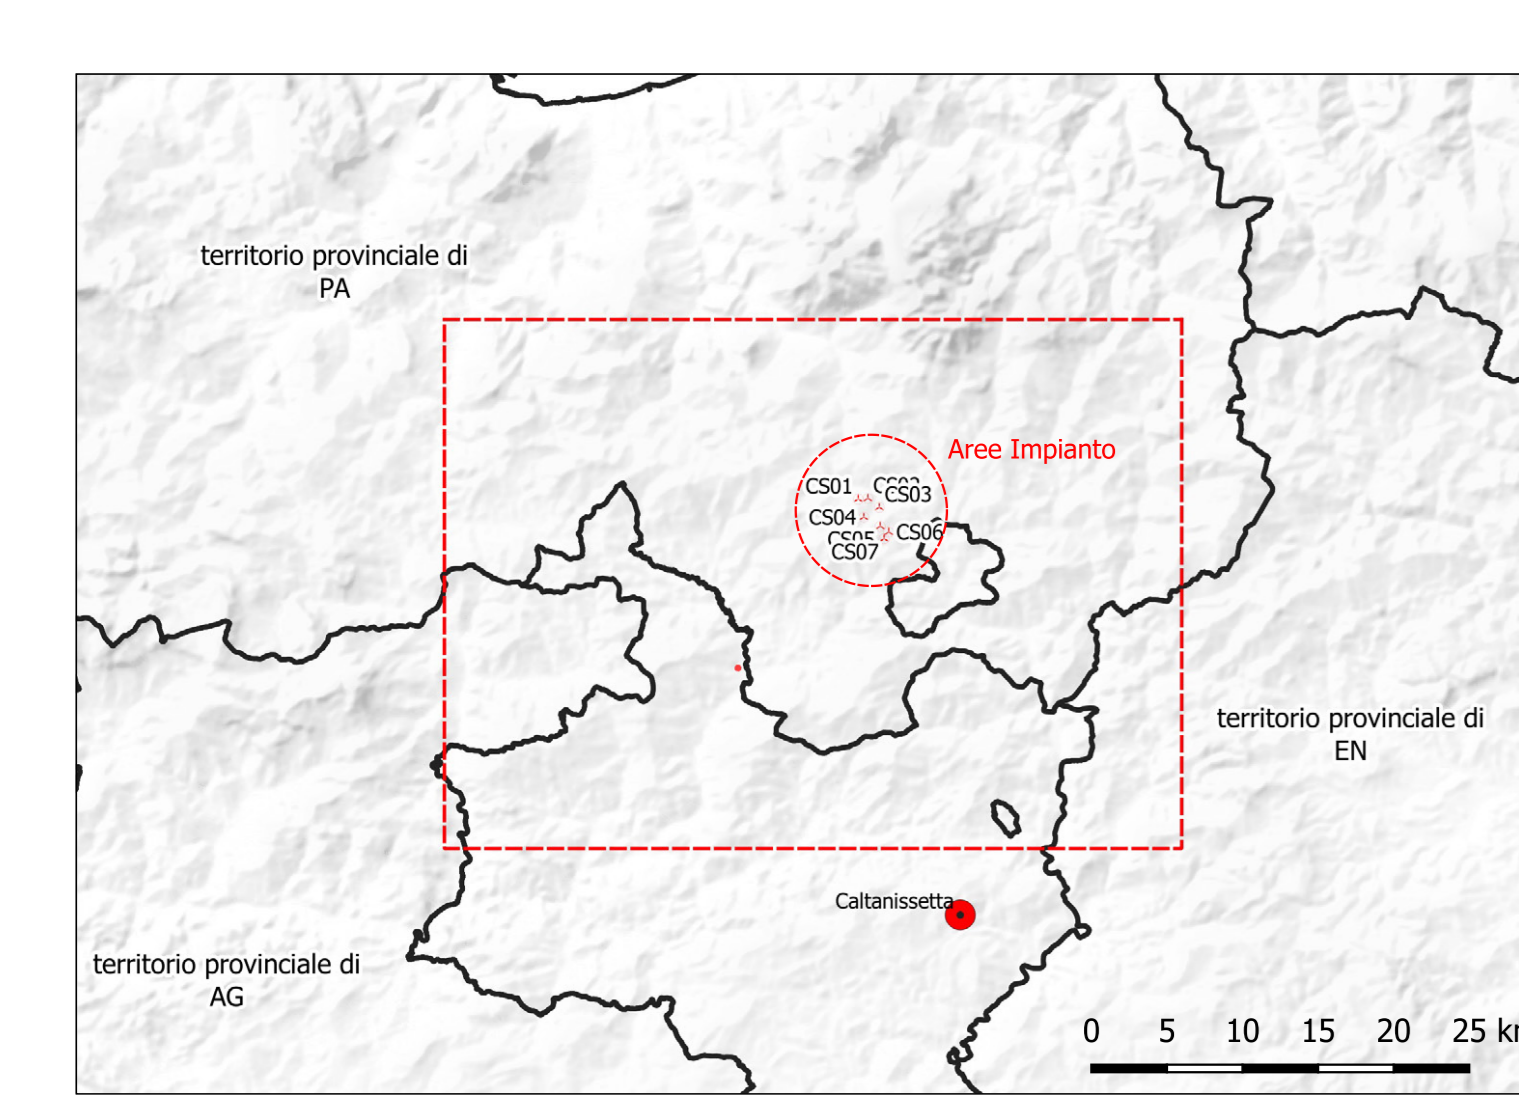 territorio provinciale di
PA
Aree Impianto
CS01
CS03
CS04
CS06
CS05
CS07
territorio provinciale di
EN
Caltanissetta
territorio provinciale di
AG
0 5 10 15 20 25